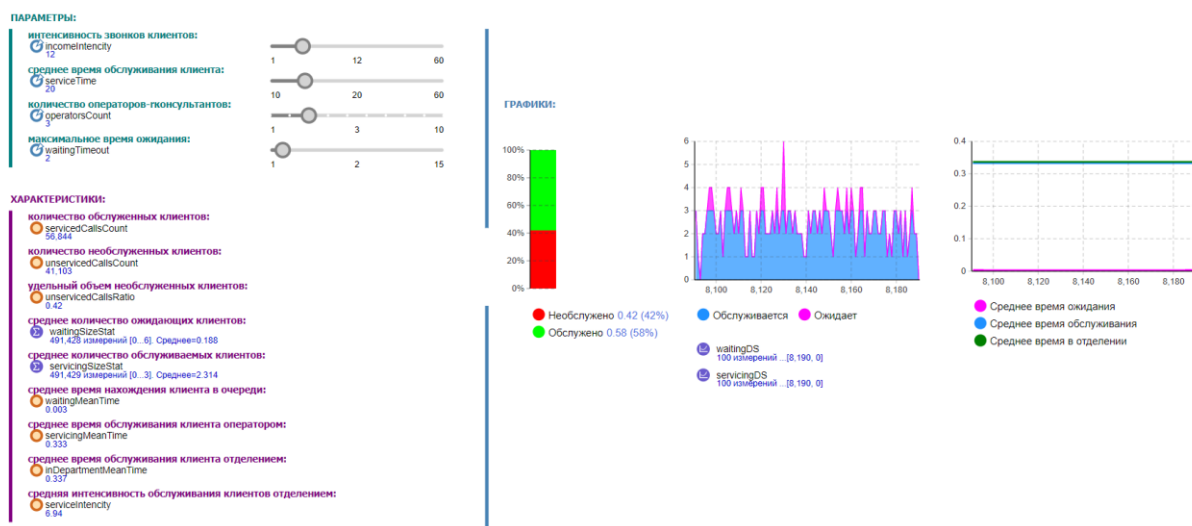 ПАРАМЕТРЫ:
интенсивность звонков клиентов:
incomeIntencity
12
1 12 60
среднее время обслуживания клиента:
serviceTime
20
10 20 60
количество операторов-гконсультантов:
operatorsCount
3
1 3 10
максимальное время ожидания:
waitingTimeout
2
1 2 15
ХАРАКТЕРИСТИКИ:
количество обслуженных клиентов:
servicedCallsCount
56,844
количество необслуженных клиентов:
unservicedCallsCount
41,103
удельный объем необслуженных клиентов:
unservicedCallsRatio
0.42
среднее количество ожидающих клиентов:
waitingSizeStat
491,428 измерений [0...6]. Среднее=0.188
среднее количество обслуживаемых клиентов:
servicingSizeStat
491,429 измерений [0...3]. Среднее=2.314
среднее время нахождения клиента в очереди:
waitingMeanTime
0.003
среднее время обслуживания клиента оператором:
servicingMeanTime
0.333
среднее время обслуживания клиента отделением:
inDepartmentMeanTime
0.337
средняя интенсивность обслуживания клиентов отделением:
serviceIntencity
6.94
ГРАФИКИ:
100%
80%
60%
40%
20%
0%
Необслужено 0.42 (42%)
Обслужено 0.58 (58%)
6
5
4
3
2
1
0
8,100 8,120 8,140 8,160 8,180
Обслуживается Ожидает
waitingDS
100 измерений ...[8,190, 0]
servicingDS
100 измерений ...[8,190, 0]
0.4
0.3
0.2
0.1
0
8,100 8,120 8,140 8,160 8,180
Среднее время ожидания
Среднее время обслуживания
Среднее время в отделении